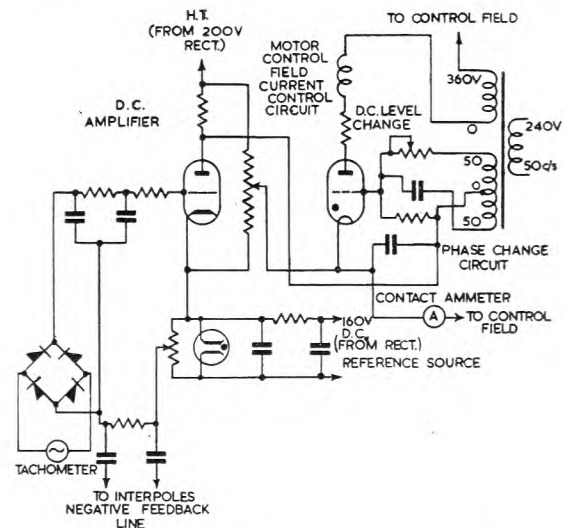 H.T.
(FROM 200V
RECT.)
TO CONTROL FIELD
MOTOR
CONTROL
FIELD
CURRENT
CONTROL
CIRCUIT
360V
D.C.
AMPLIFIER
D.C. LEVEL
CHANGE
O
240V
50c/s
50
O
50
PHASE CHANGE
CIRCUIT
CONTACT AMMETER
160V
D.C.
(FROM RECT.)
REFERENCE SOURCE
A
TO CONTROL
FIELD
TACHOMETER
TO INTERPOLES
NEGATIVE FEEDBACK
LINE